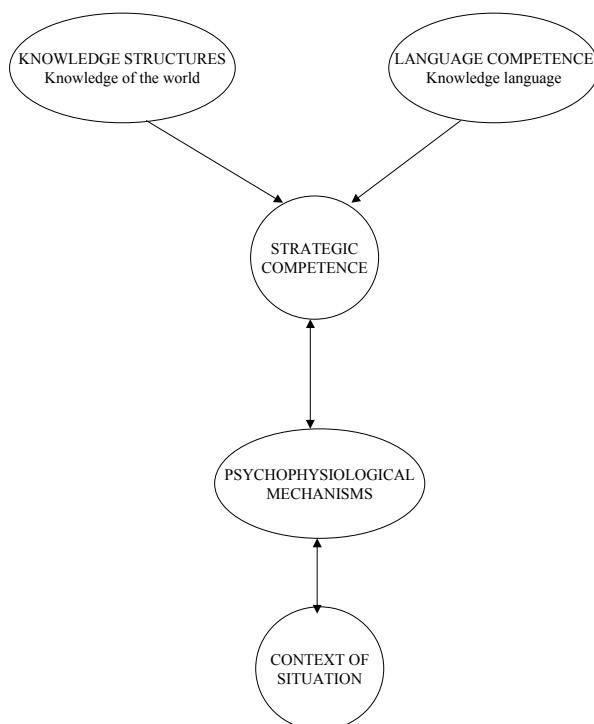 KNOWLEDGE STRUCTURES
Knowledge of the world
LANGUAGE COMPETENCE
Knowledge language
STRATEGIC
COMPETENCE
PSYCHOPHYSIOLOGICAL
MECHANISMS
CONTEXT OF
SITUATION